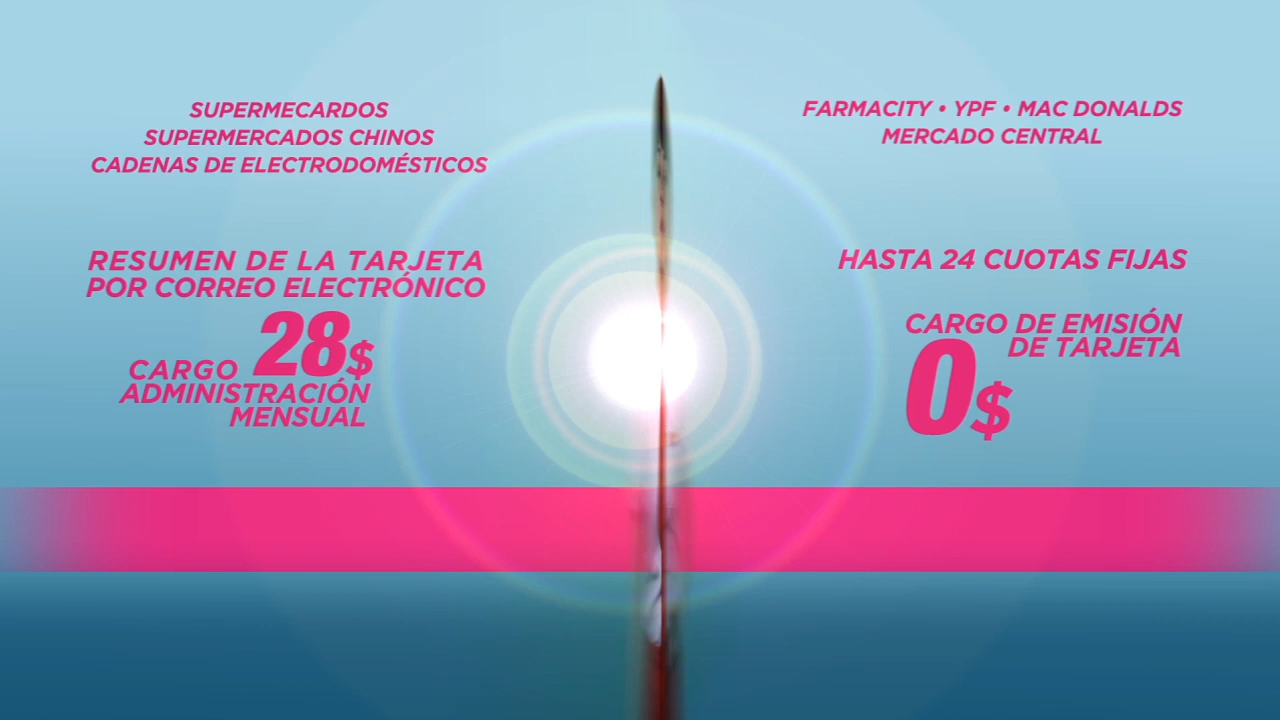 SUPERMECARDOS
SUPERMERCADOS CHINOS
CADENAS DE ELECTRODOMÉSTICOS
RESUMEN DE LA TARJETA
POR CORREO ELECTRÓNICO
CARGO 28$
ADMINISTRACIÓN
MENSUAL
FARMACITY • YPF • MAC DONALDS
MERCADO CENTRAL
HASTA 24 CUOTAS FIJAS
CARGO DE EMISIÓN
DE TARJETA
0$